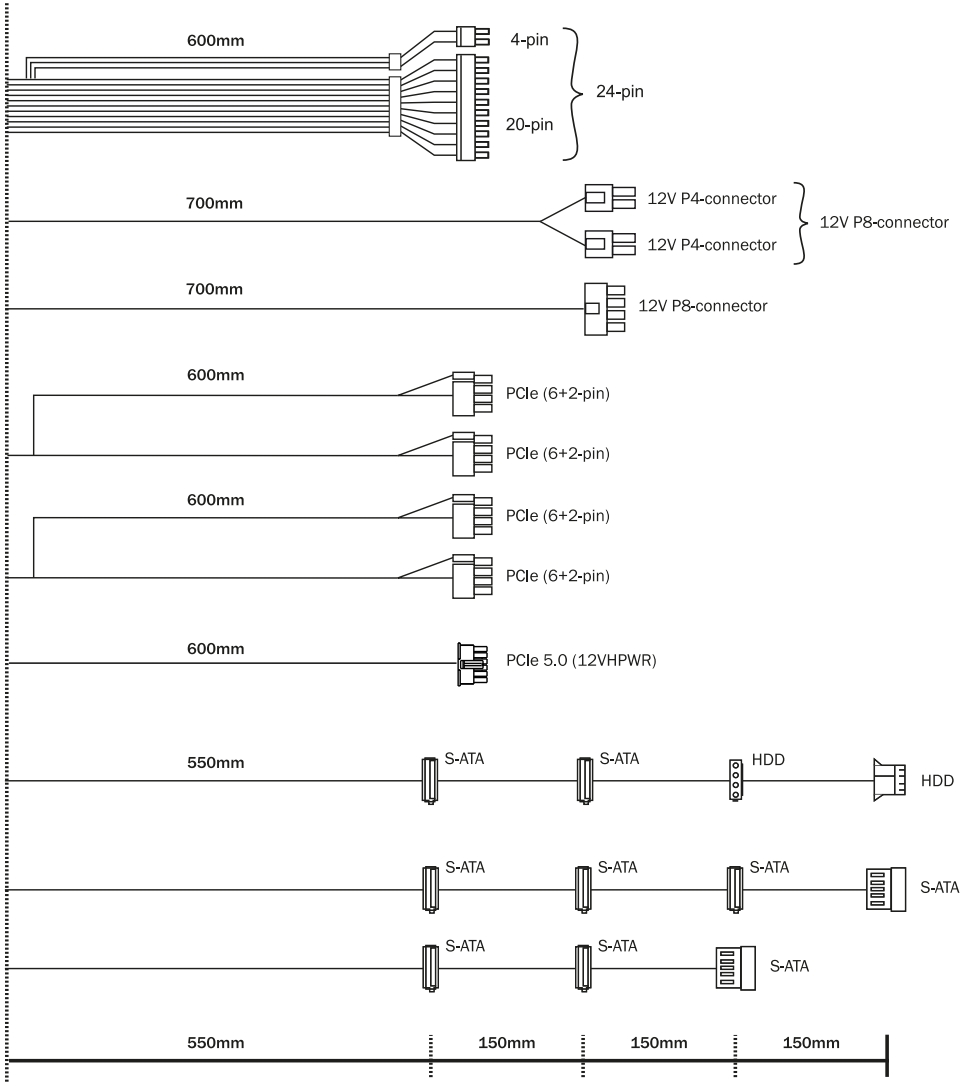 600mm
4-pin
24-pin
20-pin
700mm
12V P4-connector
12V P8-connector
12V P4-connector
700mm
12V P8-connector
600mm
PCIe (6+2-pin)
PCIe (6+2-pin)
600mm
PCIe (6+2-pin)
PCIe (6+2-pin)
600mm
PCIe 5.0 (12VHPWR)
550mm
S-ATA
S-ATA
HDD
HDD
S-ATA
S-ATA
S-ATA
S-ATA
S-ATA
S-ATA
S-ATA
550mm
150mm
150mm
150mm